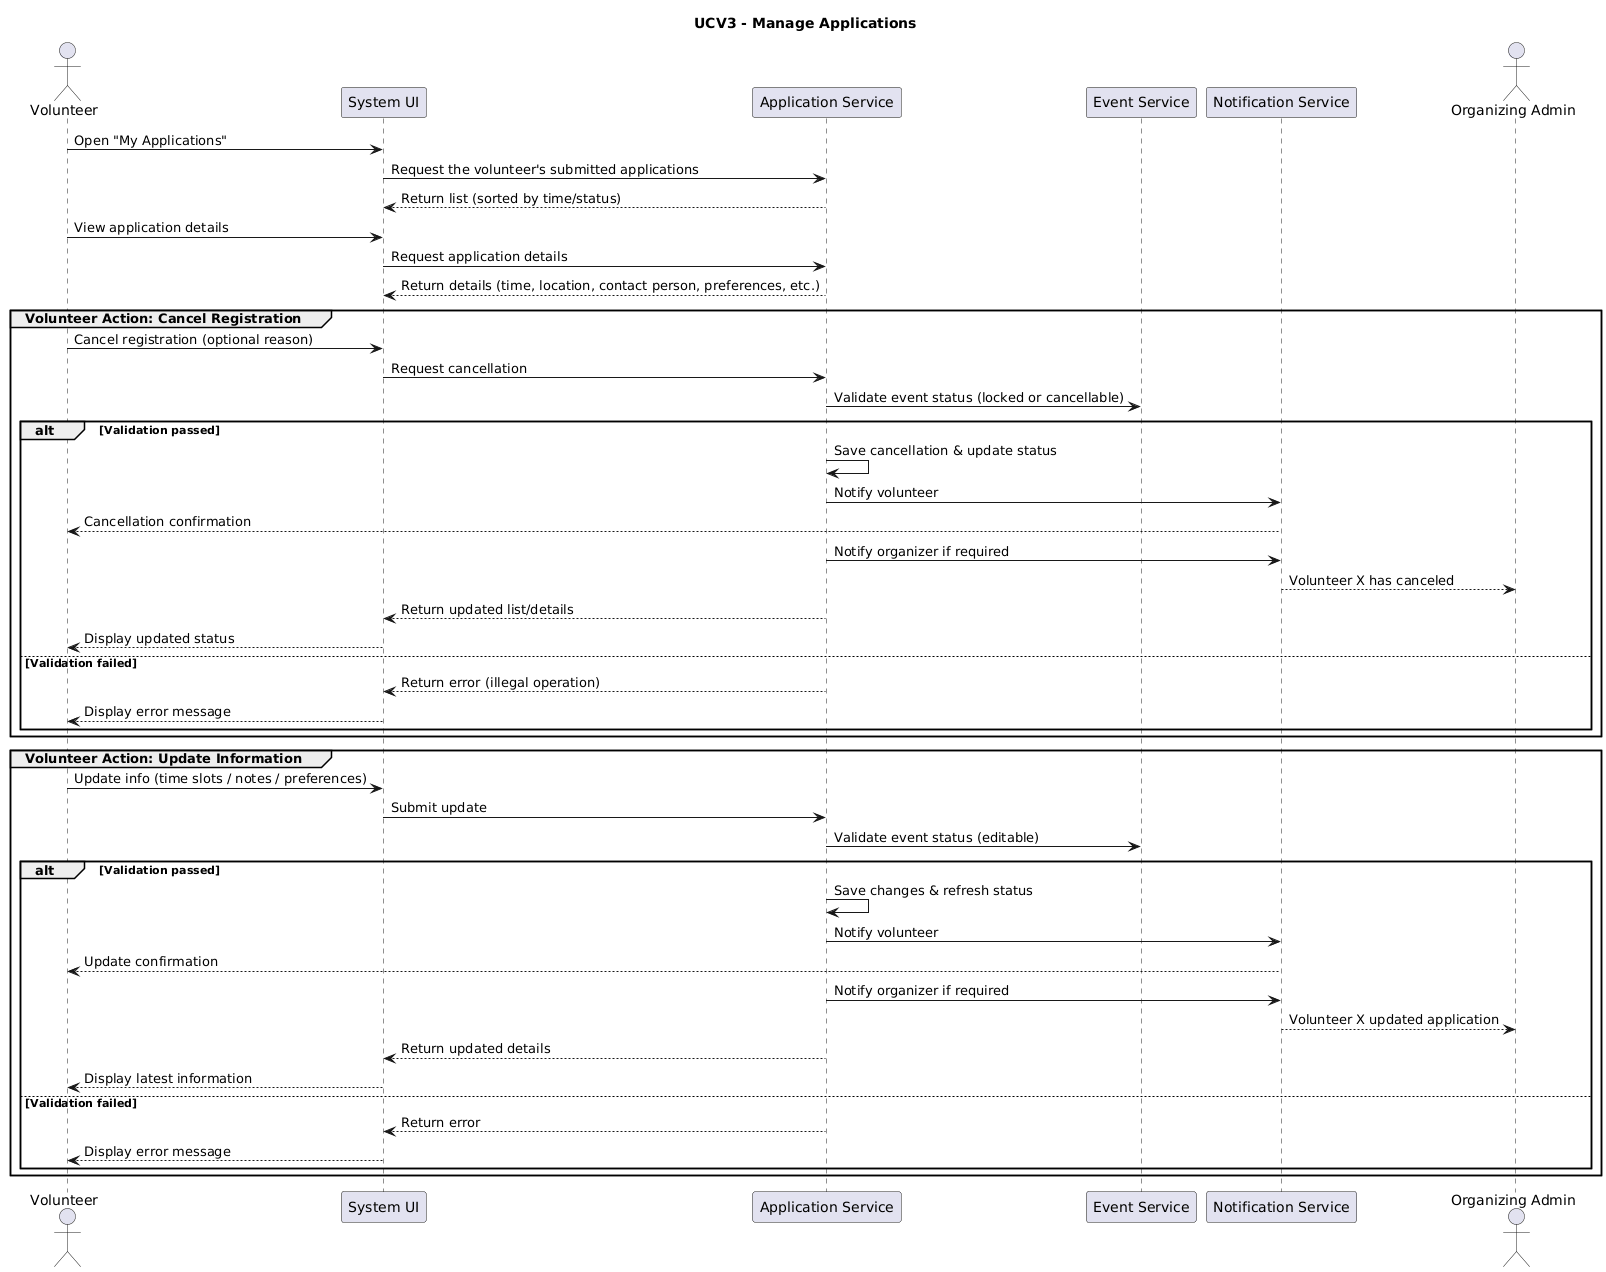 UCV3 - Manage Applications
Volunteer
System UI
Application Service
Event Service
Notification Service
Organizing Admin
Open "My Applications"
Request the volunteer's submitted applications
Return list (sorted by time/status)
View application details
Request application details
Return details (time, location, contact person, preferences, etc.)
Volunteer Action: Cancel Registration
Cancel registration (optional reason)
Request cancellation
Validate event status (locked or cancellable)
alt
[Validation passed]
Save cancellation & update status
Notify volunteer
Cancellation confirmation
Notify organizer if required
Volunteer X has canceled
Return updated list/details
Display updated status
[Validation failed]
Return error (illegal operation)
Display error message
Volunteer Action: Update Information
Update info (time slots / notes / preferences)
Submit update
Validate event status (editable)
alt
[Validation passed]
Save changes & refresh status
Notify volunteer
Update confirmation
Notify organizer if required
Volunteer X updated application
Return updated details
Display latest information
[Validation failed]
Return error
Display error message
Volunteer
System UI
Application Service
Event Service
Notification Service
Organizing Admin